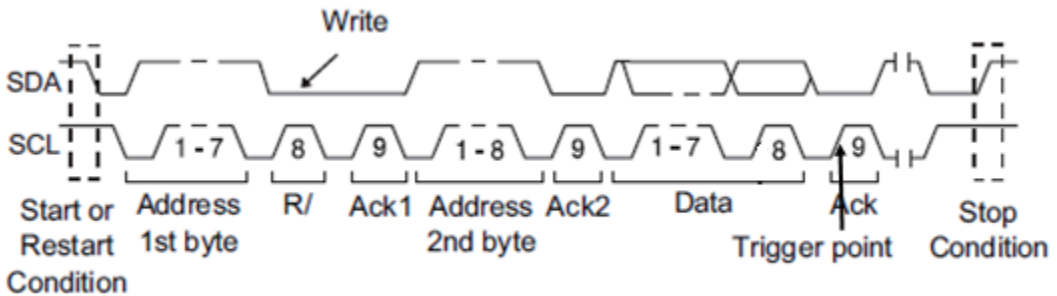 Write
SDA
SCL
1 - 7
8
9
1 - 8
9
1 - 7
8
9
Start or
Restart
Condition
Address
1st byte
R/
Ack1
Address
2nd byte
Ack2
Data
Ack
Trigger point
Stop
Condition